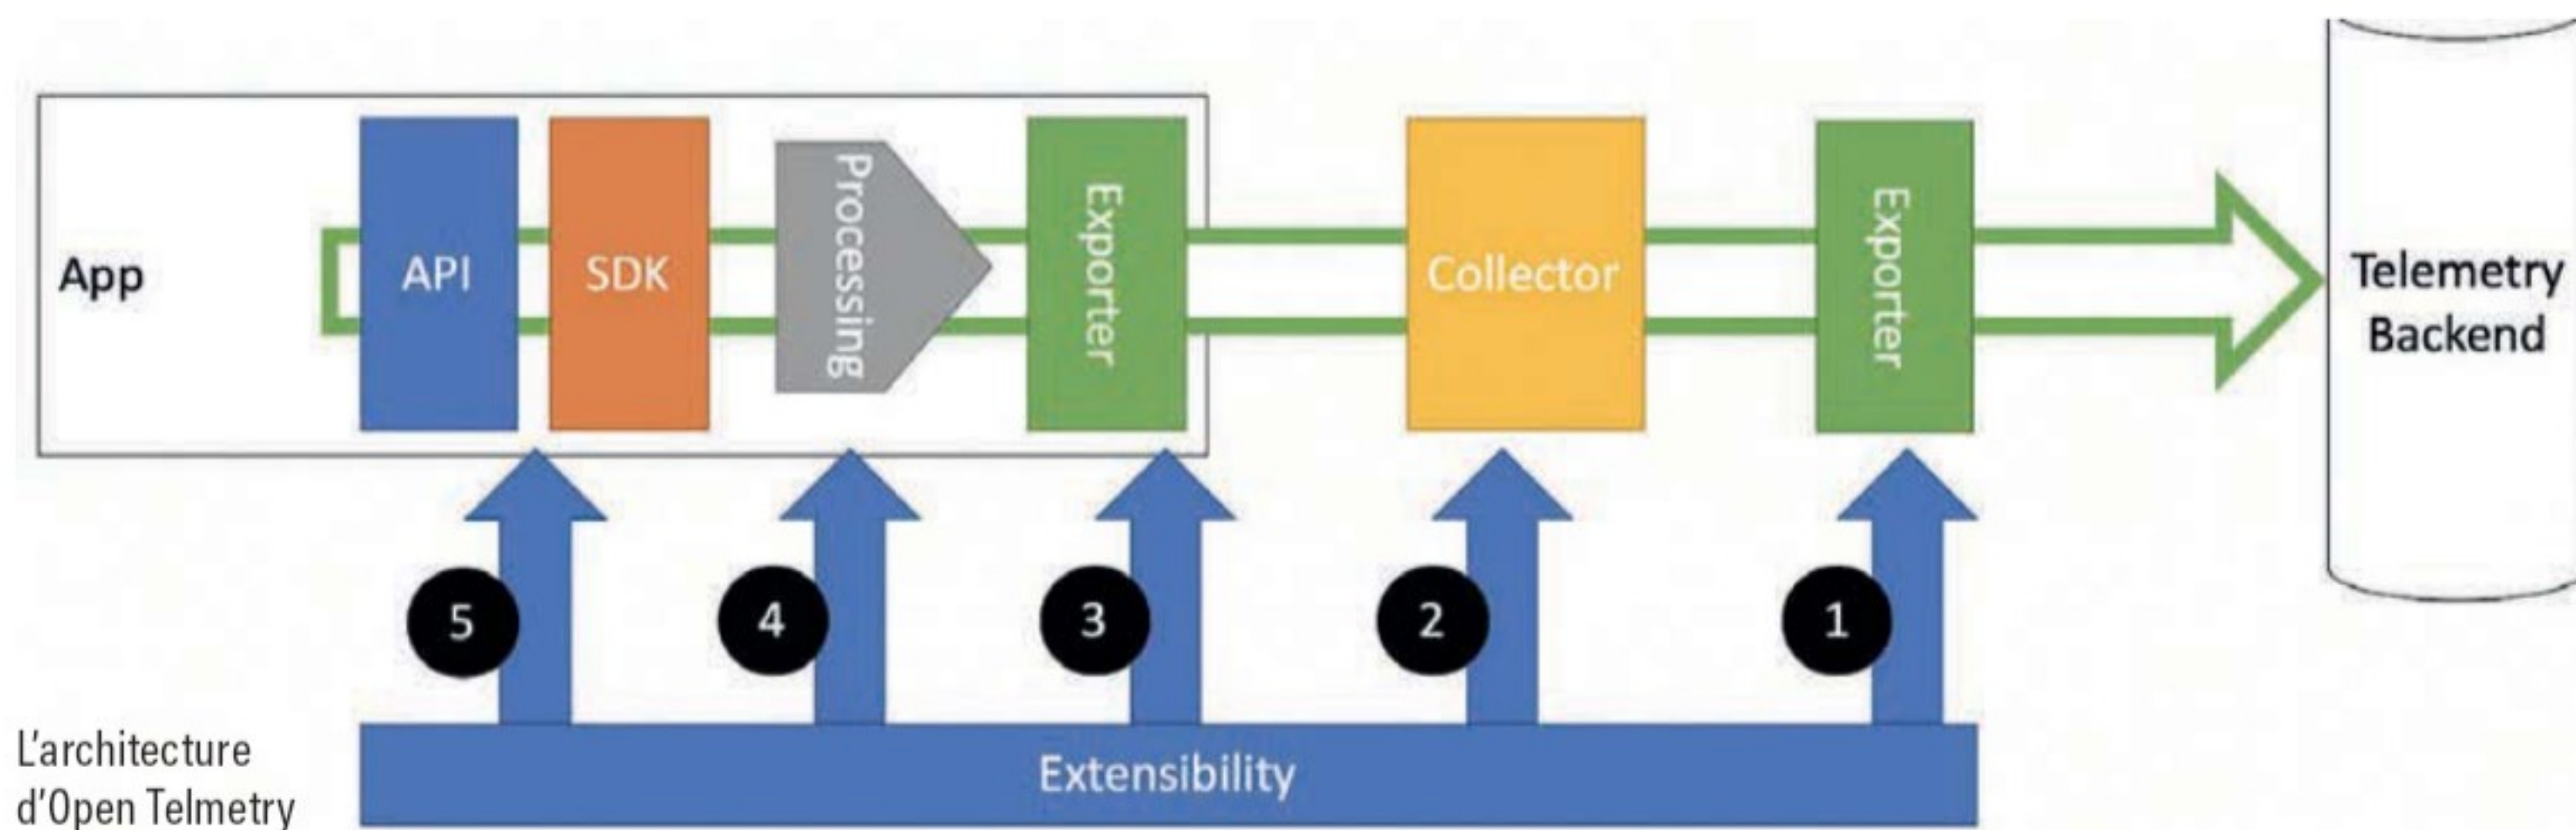 App
API
SDK
Processing
Exporter
Collector
Exporter
Telemetry
Backend
5
4
3
2
1
Extensibility
L'architecture
d'Open Telmetry